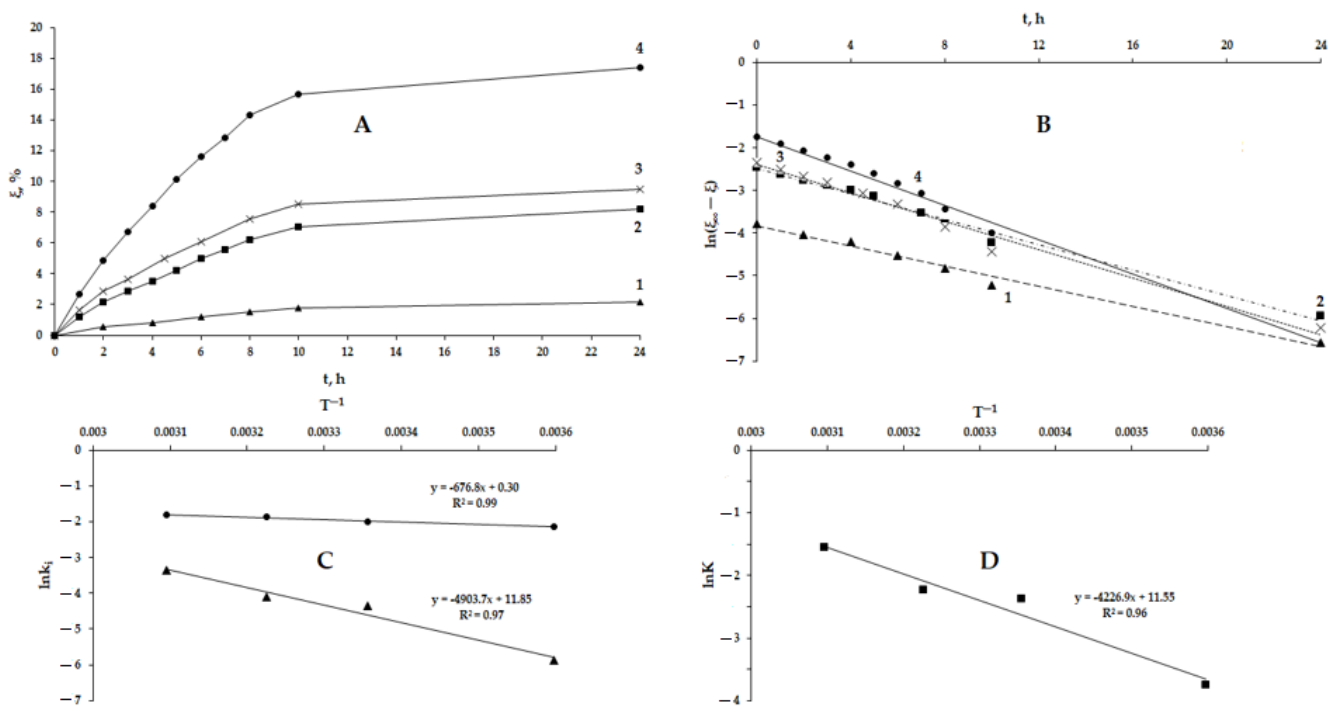 20
18
16
14
12
10
8
6
4
2
0
0 2 4 6 8 10 12 14 16 18 20 22 24
ξ, %
t, h
A
4
3
2
1
t, h
0 4 8 12 16 20 24
0
−1
−2
−3
−4
−5
−6
−7
ln(ξ∞ − ξ)
B
3
4
1
2
T⁻¹
0.003 0.0031 0.0032 0.0033 0.0034 0.0035 0.0036
0
−1
−2
−3
−4
−5
−6
−7
lnkᵢ
C
y = -676.8x + 0.30
R² = 0.99
y = -4903.7x + 11.85
R² = 0.97
T⁻¹
0.003 0.0031 0.0032 0.0033 0.0034 0.0035 0.0036
0
−1
−2
−3
−4
lnK
D
y = -4226.9x + 11.55
R² = 0.96